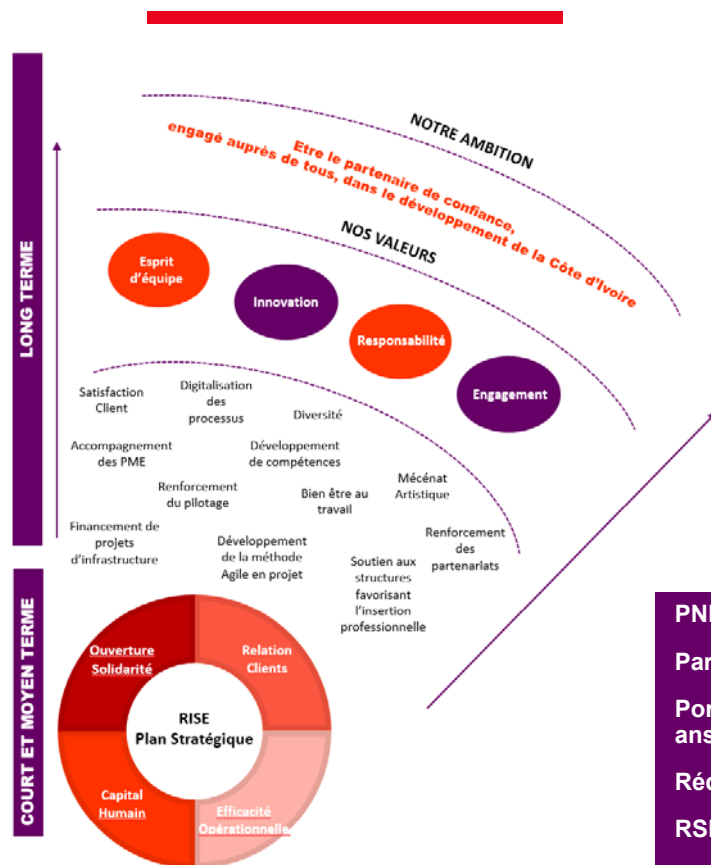 LONG TERME
NOTRE AMBITION
Etre le partenaire de confiance,
engagé auprès de tous, dans le développement de la Côte d'Ivoire
NOS VALEURS
Esprit
d'équipe
Innovation
Responsabilité
Engagement
Satisfaction
Client
Digitalisation
des
processus
Diversité
Accompagnement
des PME
Développement
de compétences
Renforcement
du pilotage
Bien être au
travail
Mécénat
Artistique
Financement de
projets
d'infrastructure
Développement
de la méthode
Agile en projet
Soutien aux
structures
favorisant
l'insertion
professionnelle
Renforcement
des
partenariats
COURT ET MOYEN TERME
Ouverture
Solidarité
Relation
Clients
RISE
Plan Stratégique
Capital
Humain
Efficacité
Opérationnelle
ans